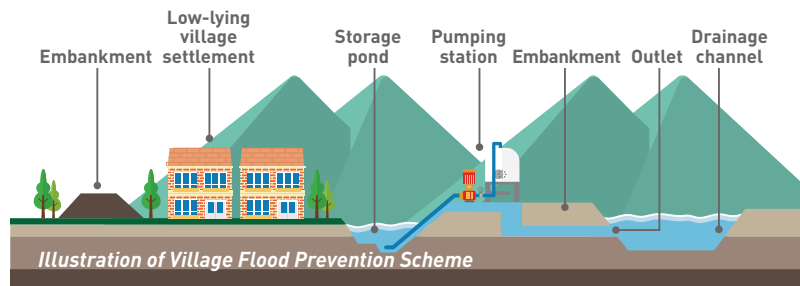 Low-lying
village
settlement
Embankment
Storage
pond
Pumping
station
Embankment
Outlet
Drainage
channel
Illustration of Village Flood Prevention Scheme